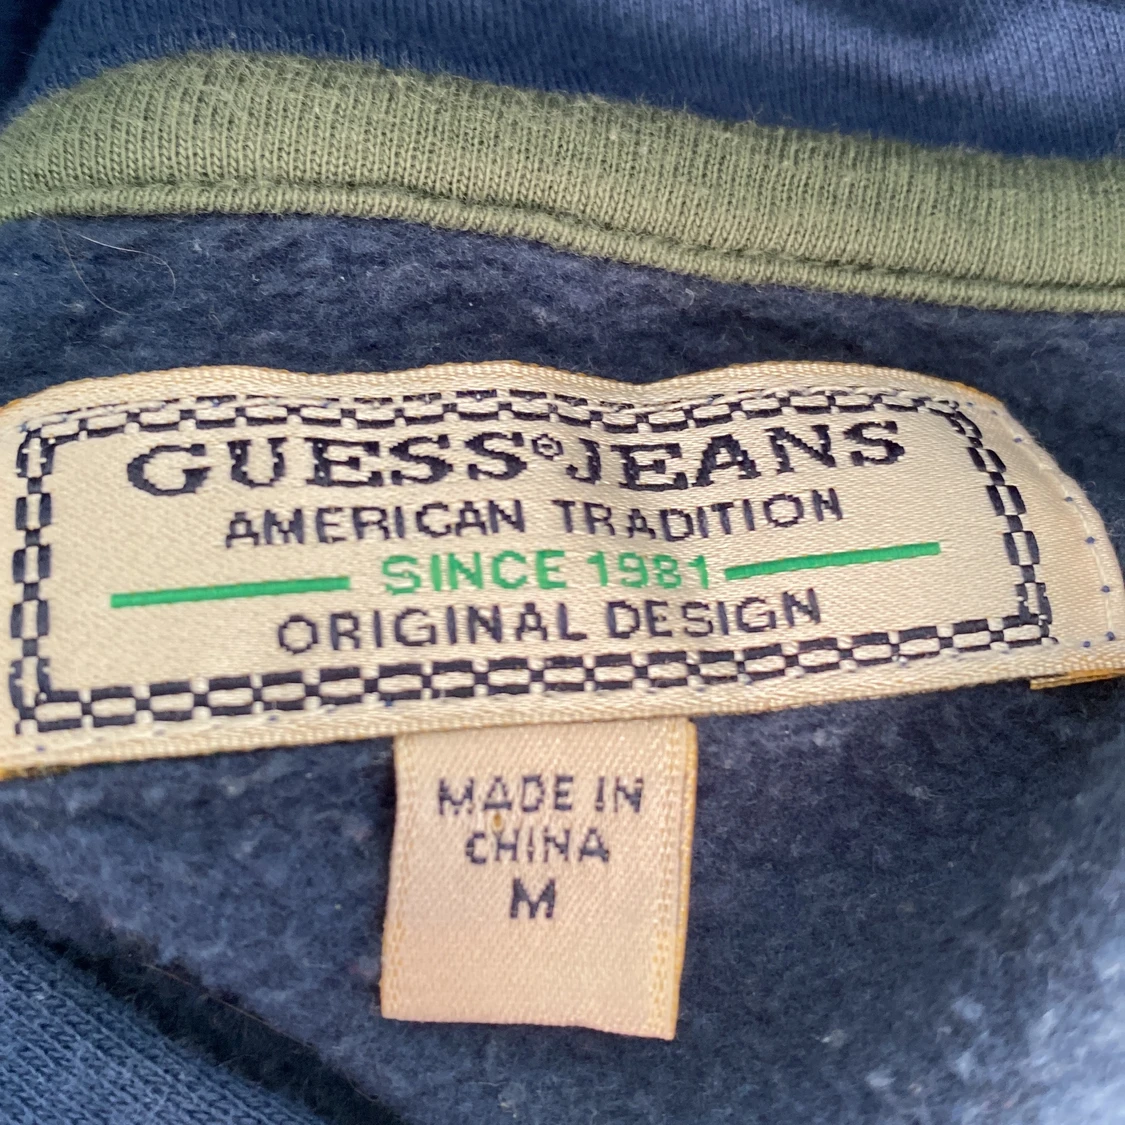 GUESS® JEANS
AMERICAN TRADITION
SINCE 1981
ORIGINAL DESIGN
MADE IN
CHINA
M